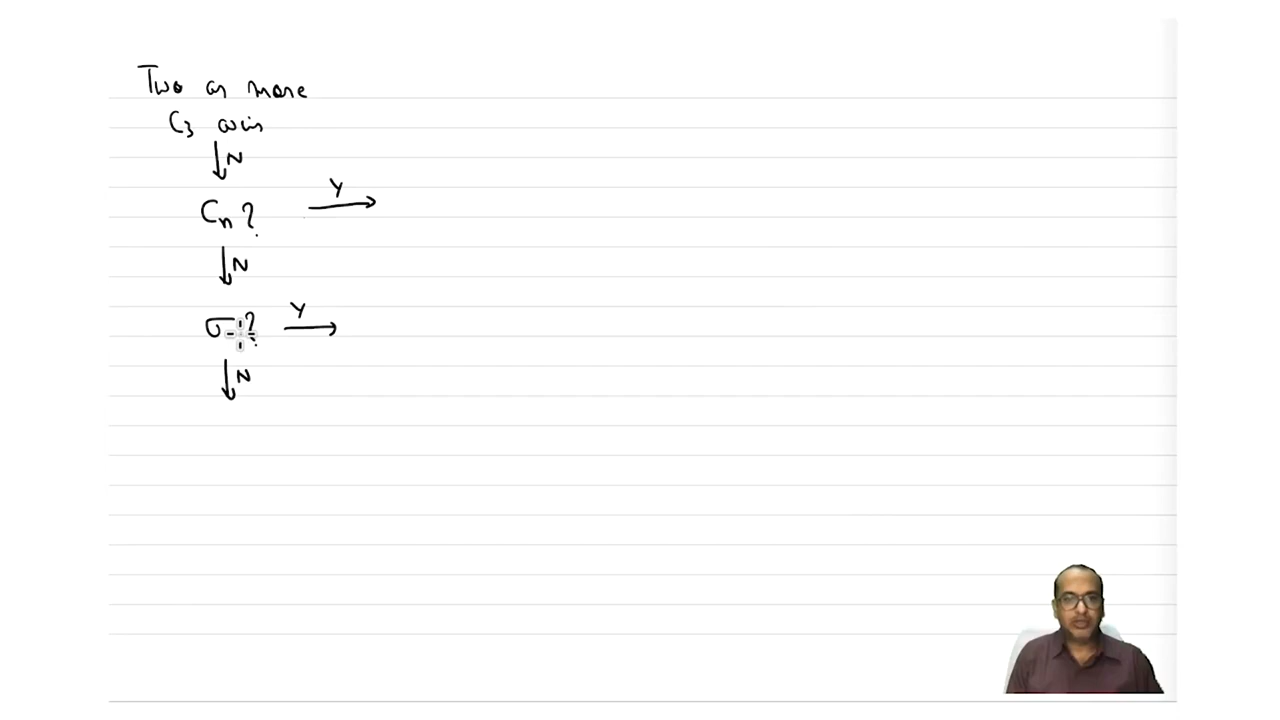 Two or more
C3 axis
↓N
Cn? Y→
↓N
σ? Y→
↓N